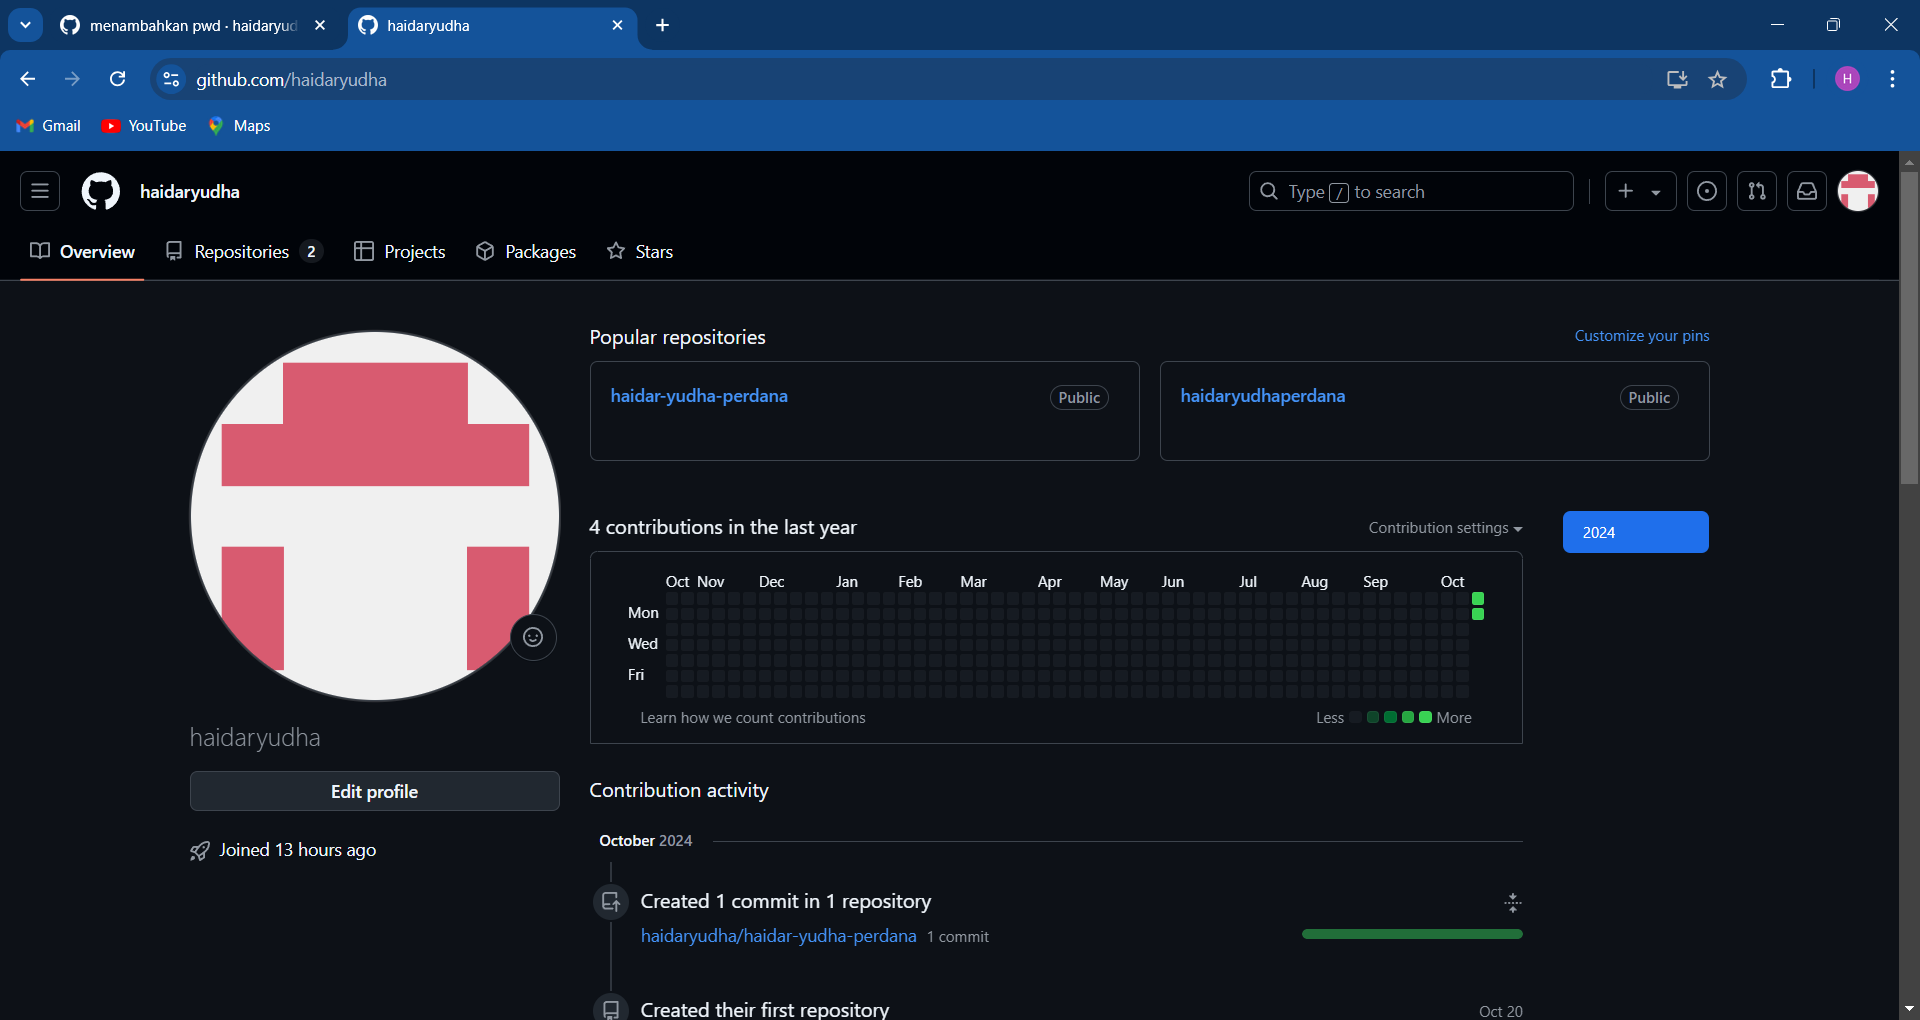 menambahkan pwd · haidaryud
haidaryudha
github.com/haidaryudha
H
Gmail YouTube Maps
haidaryudha
Type / to search
Overview Repositories 2 Projects Packages Stars
Popular repositories
Customize your pins
haidar-yudha-perdana Public
haidaryudhaperdana Public
4 contributions in the last year
Contribution settings
2024
Oct Nov Dec Jan Feb Mar Apr May Jun Jul Aug Sep Oct
Mon
Wed
Fri
Learn how we count contributions
Less More
haidaryudha
Edit profile
Joined 13 hours ago
Contribution activity
October 2024
Created 1 commit in 1 repository
haidaryudha/haidar-yudha-perdana 1 commit
Created their first repository
Oct 20